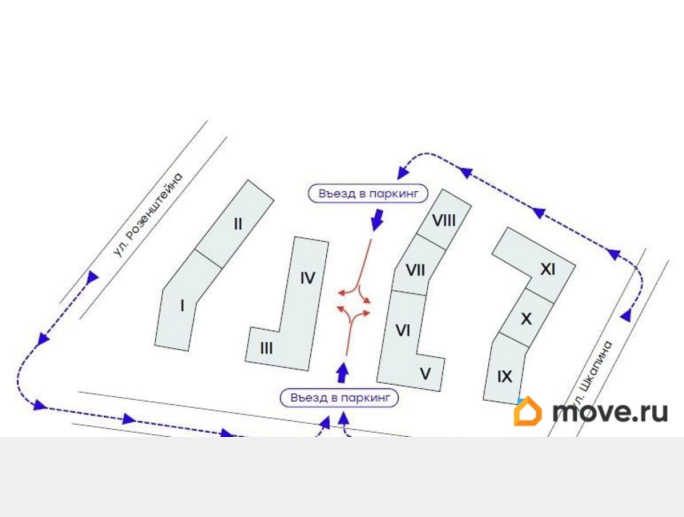 Въезд в паркинг
ул. Розенштейна
VIII
II
XI
VII
IV
I
X
VI
III
V
IX
ул. Шкапина
Въезд в паркинг
move.ru